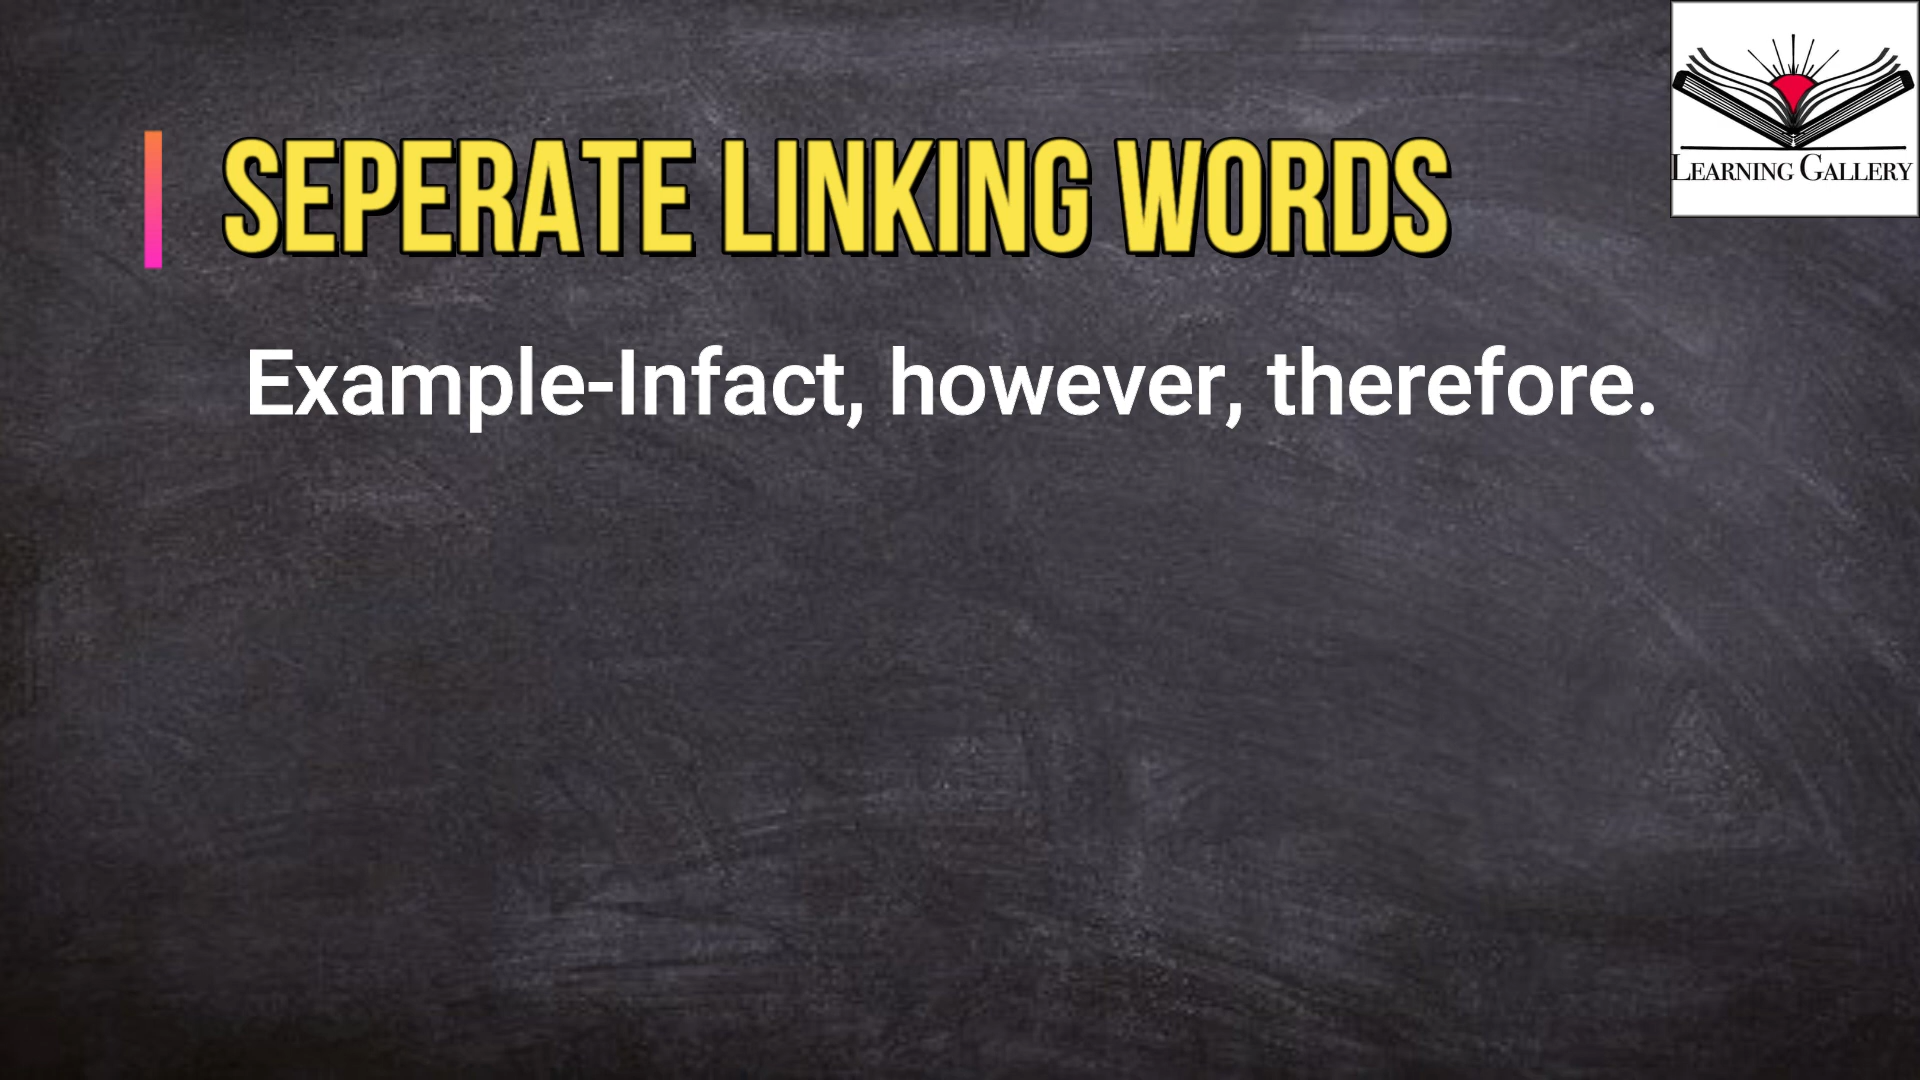 SEPERATE LINKING WORDS
LEARNING GALLERY
Example-Infact, however, therefore.